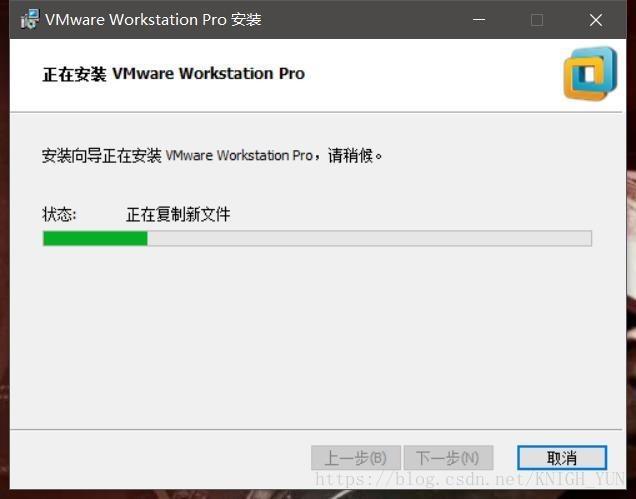 VMware Workstation Pro 安装
正在安装 VMware Workstation Pro
安装向导正在安装 VMware Workstation Pro，请稍候。
状态: 正在复制新文件
上一步(B) 下一步(N) 取消
https://blog.csdn.net/KNIGH_YUN